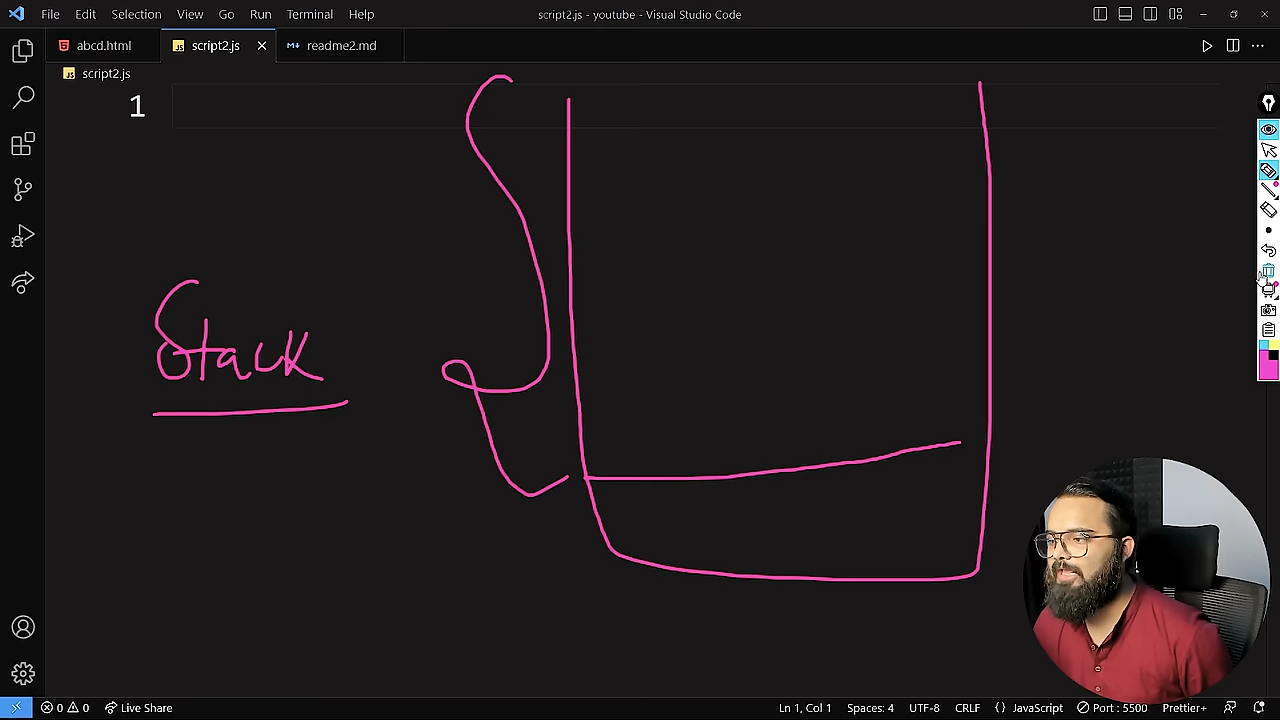 File Edit Selection View Go Run Terminal Help
script2.js - youtube - Visual Studio Code
abcd.html
script2.js
readme2.md
script2.js
1
Stack
0 0 Live Share
Ln 1, Col 1 Spaces: 4 UTF-8 CRLF {} JavaScript Port : 5500 Prettier+